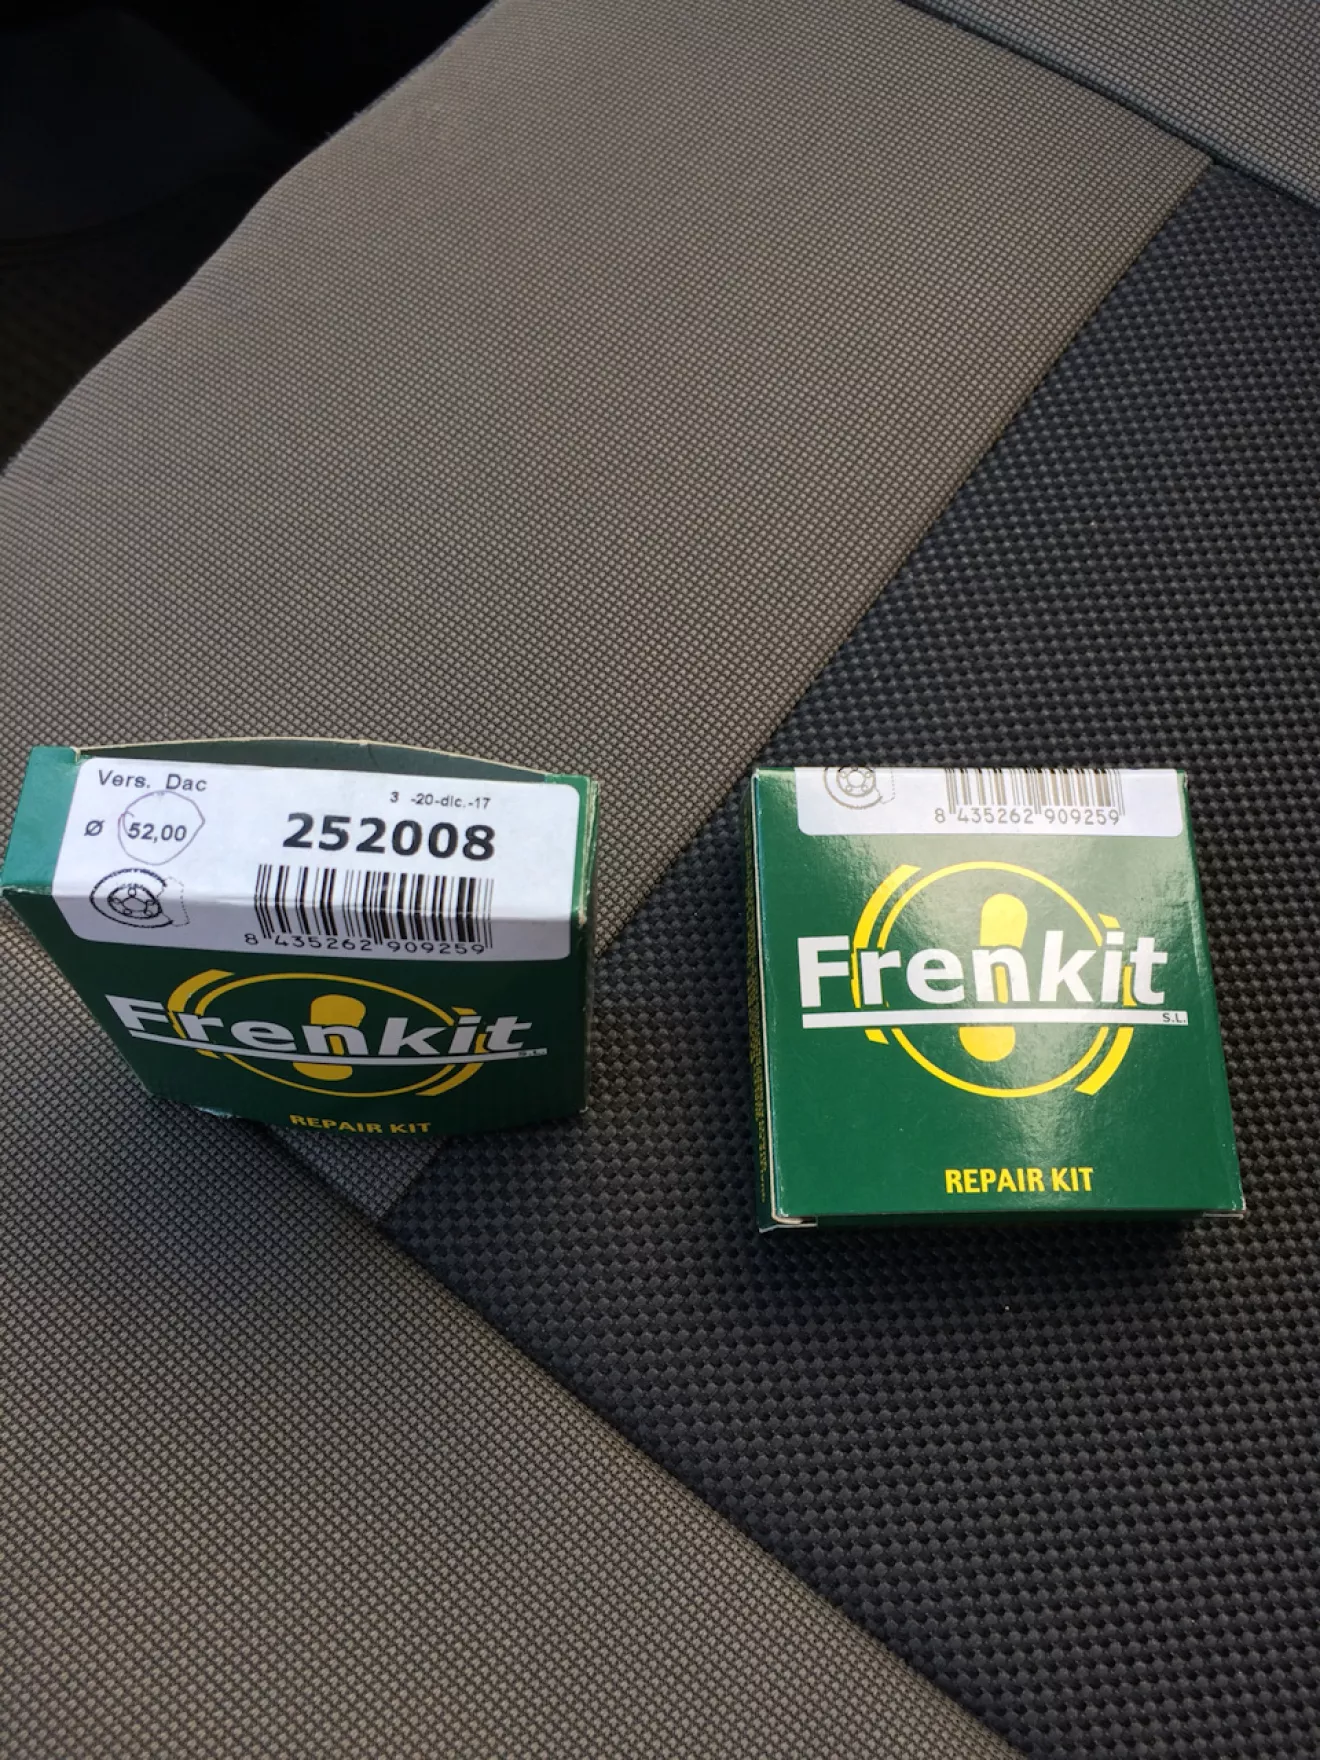 Vers. Dac
3 -20-dic.-17
Ø 52,00
252008
8 435262 909259
Frenkit
S.L.
REPAIR KIT
8 435262 909259
Frenkit
S.L.
REPAIR KIT